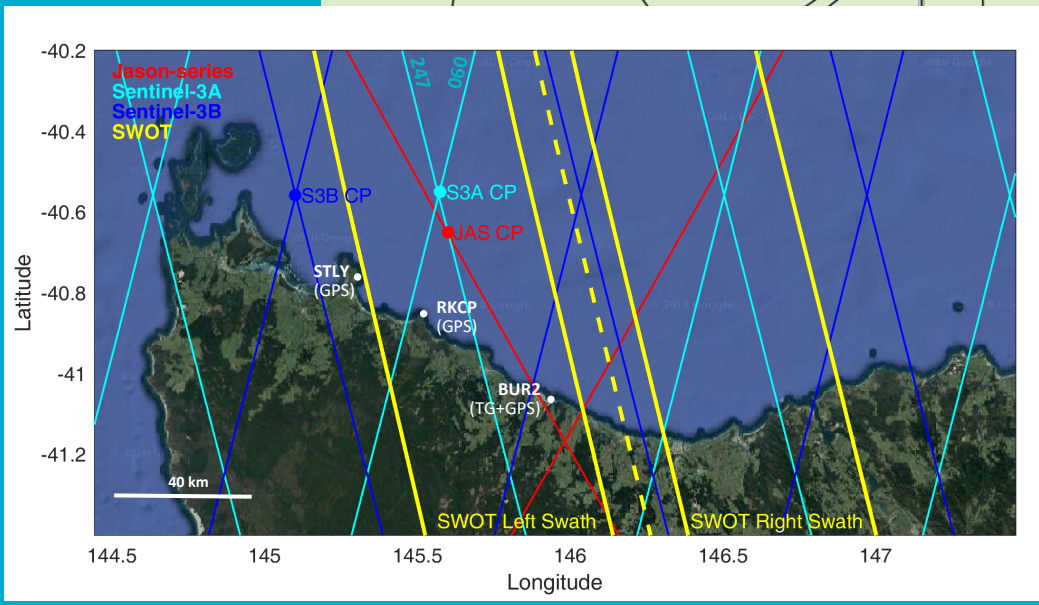 -40.2
-40.4
-40.6
-40.8
-41
-41.2
Latitude
Jason-series
Sentinel-3A
Sentinel-3B
SWOT
247
090
S3B CP
S3A CP
JAS CP
STLY
(GPS)
RKCP
(GPS)
BUR2
(TG+GPS)
40 km
SWOT Left Swath
SWOT Right Swath
144.5
145
145.5
146
146.5
147
Longitude